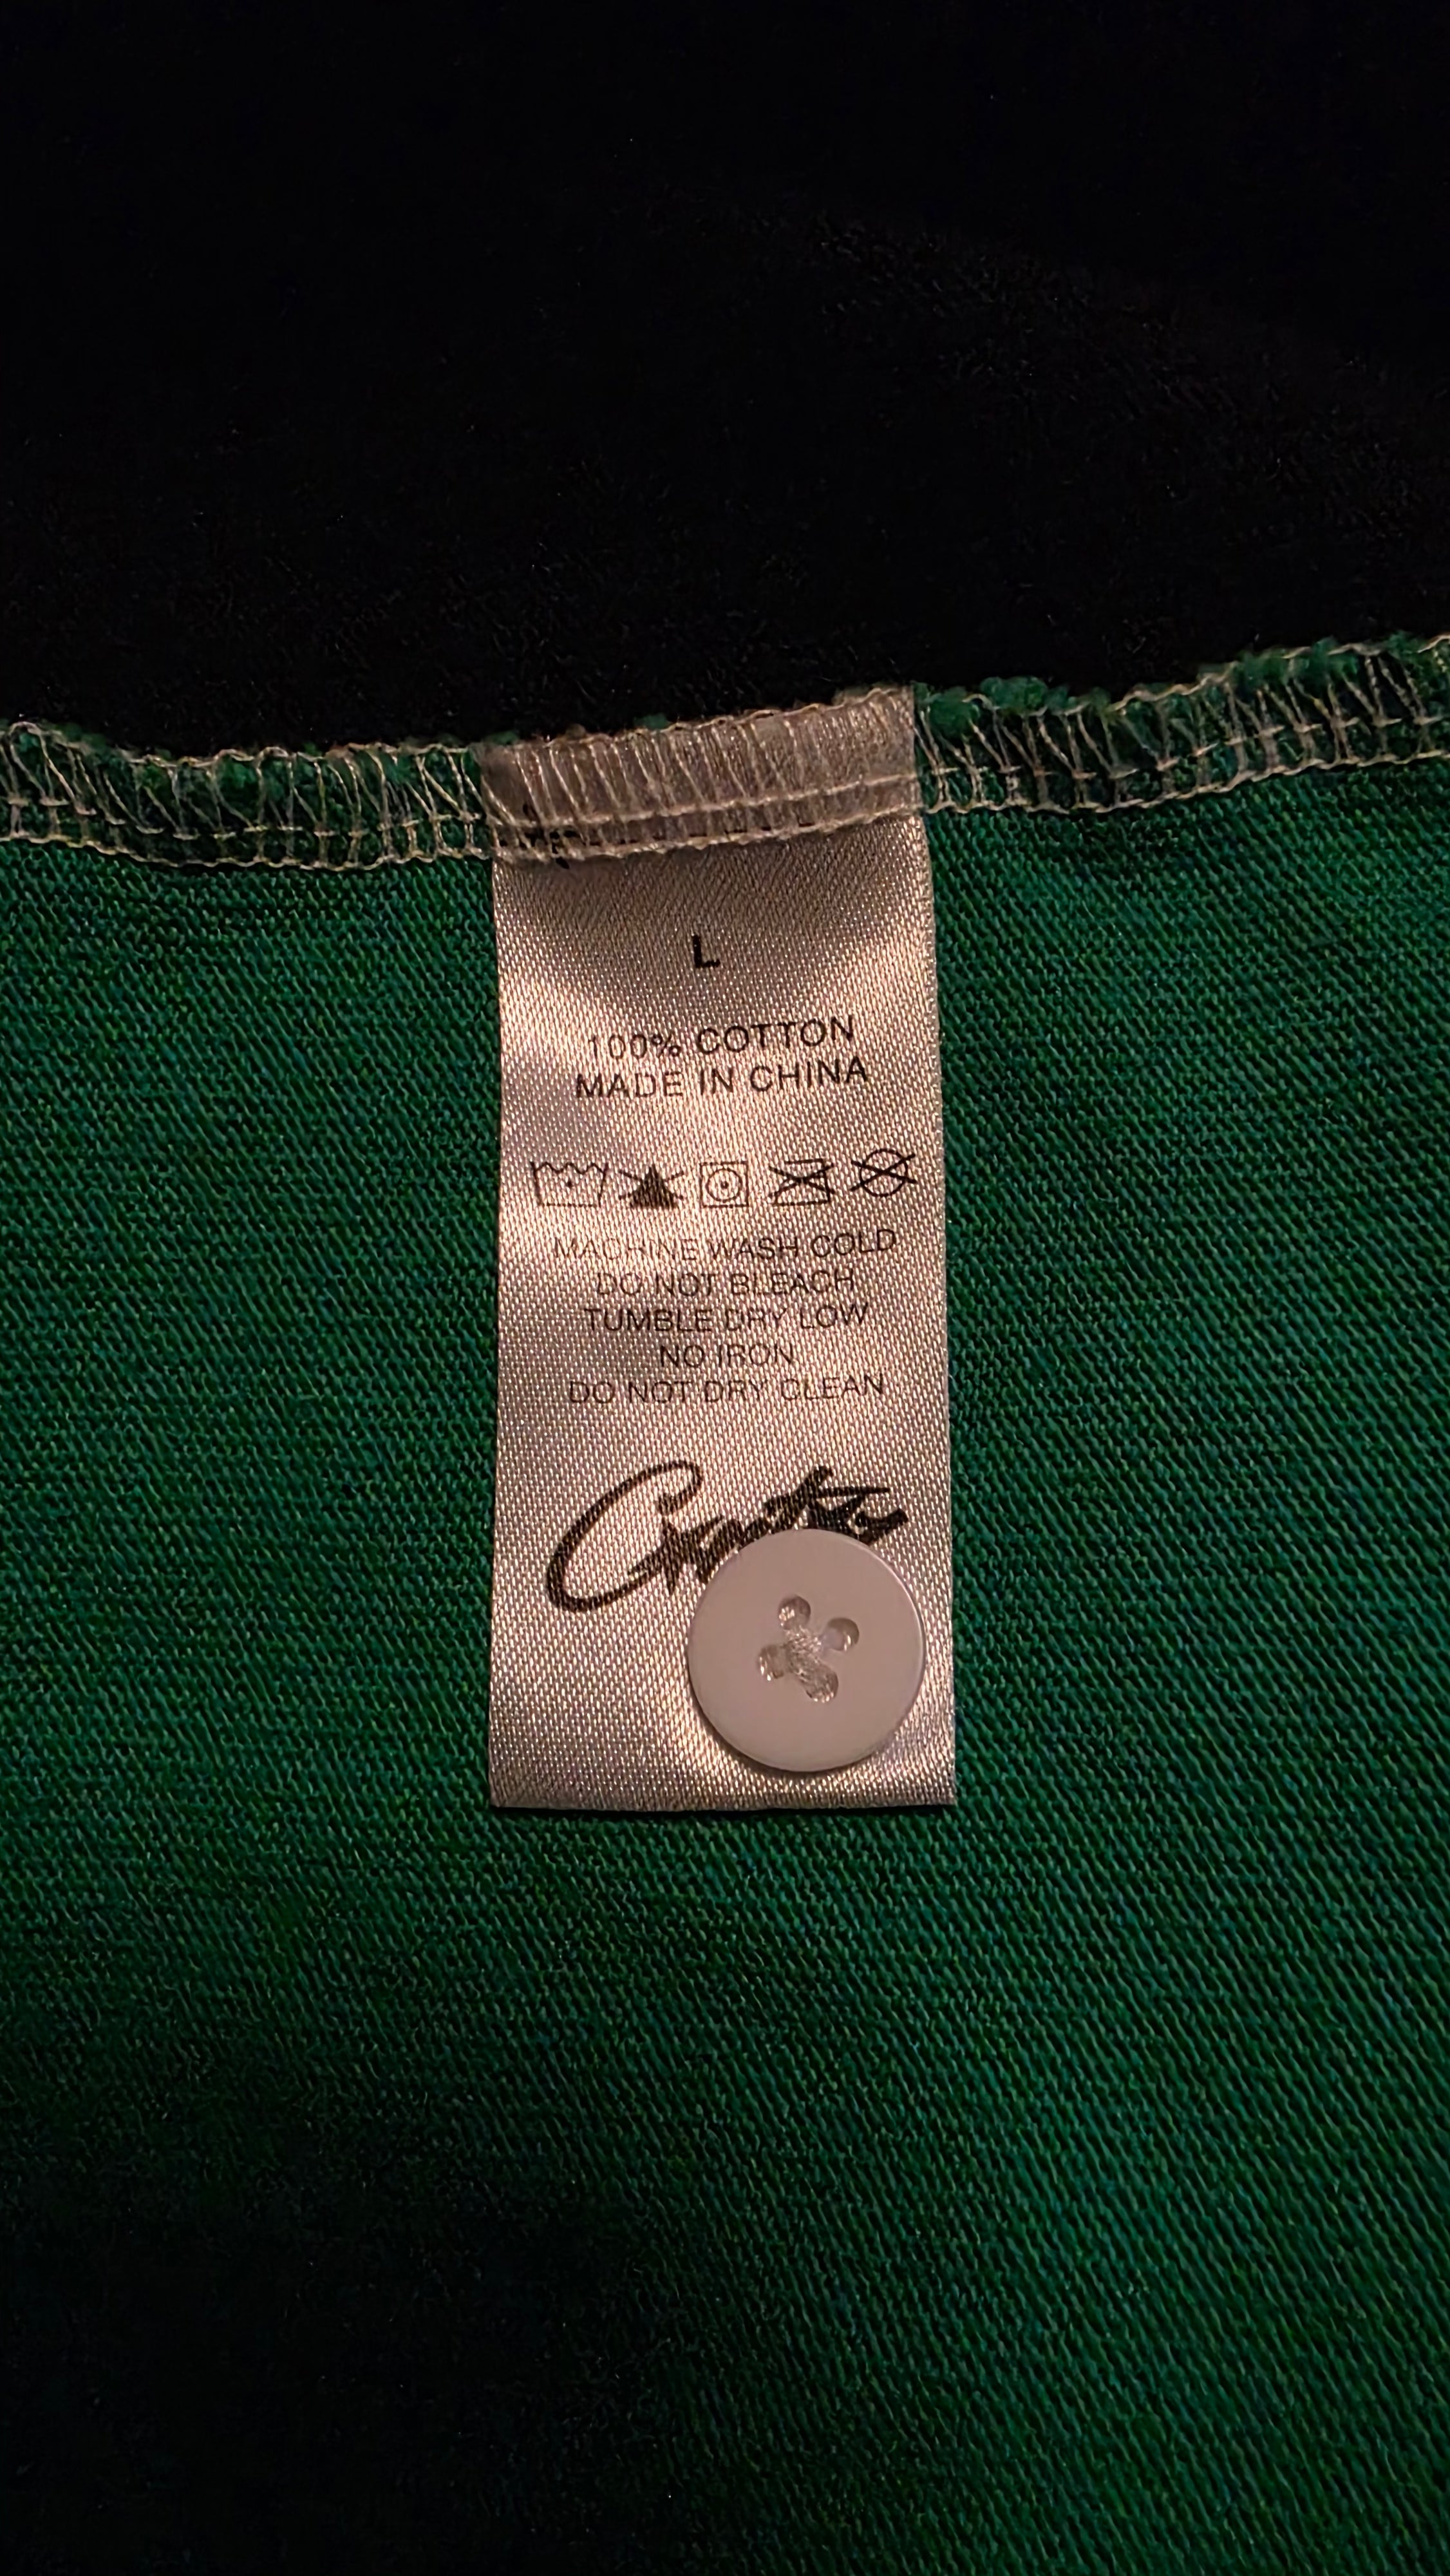 L
100% COTTON
MADE IN CHINA
MACHINE WASH COLD
DO NOT BLEACH
TUMBLE DRY LOW
NO IRON
DO NOT DRY CLEAN